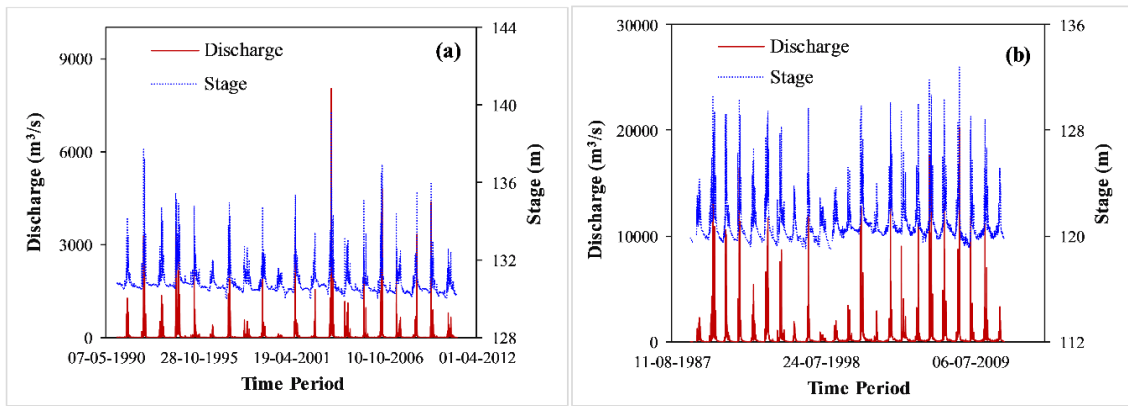 9000
6000
3000
0
Discharge (m³/s)
144
140
136
132
128
Stage (m)
(a)
Discharge
Stage
07-05-1990 28-10-1995 19-04-2001 10-10-2006 01-04-2012
Time Period
30000
20000
10000
0
Discharge (m³/s)
136
128
120
112
Stage (m)
(b)
Discharge
Stage
11-08-1987 24-07-1998 06-07-2009
Time Period